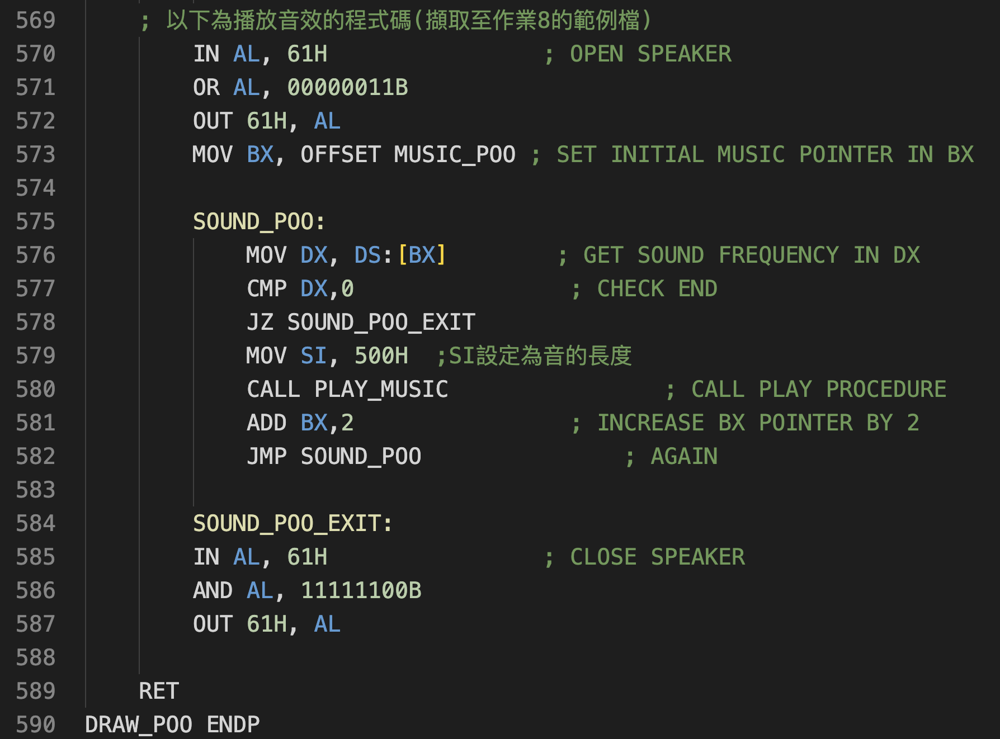 569 ; 以下為播放音效的程式碼(擷取至作業8的範例檔)
570 IN AL, 61H ; OPEN SPEAKER
571 OR AL, 00000011B
572 OUT 61H, AL
573 MOV BX, OFFSET MUSIC_POO ; SET INITIAL MUSIC POINTER IN BX
574
575 SOUND_POO:
576 MOV DX, DS:[BX] ; GET SOUND FREQUENCY IN DX
577 CMP DX,0 ; CHECK END
578 JZ SOUND_POO_EXIT
579 MOV SI, 500H ;SI設定為音的長度
580 CALL PLAY_MUSIC ; CALL PLAY PROCEDURE
581 ADD BX,2 ; INCREASE BX POINTER BY 2
582 JMP SOUND_POO ; AGAIN
583
584 SOUND_POO_EXIT:
585 IN AL, 61H ; CLOSE SPEAKER
586 AND AL, 11111100B
587 OUT 61H, AL
588
589 RET
590 DRAW_POO ENDP